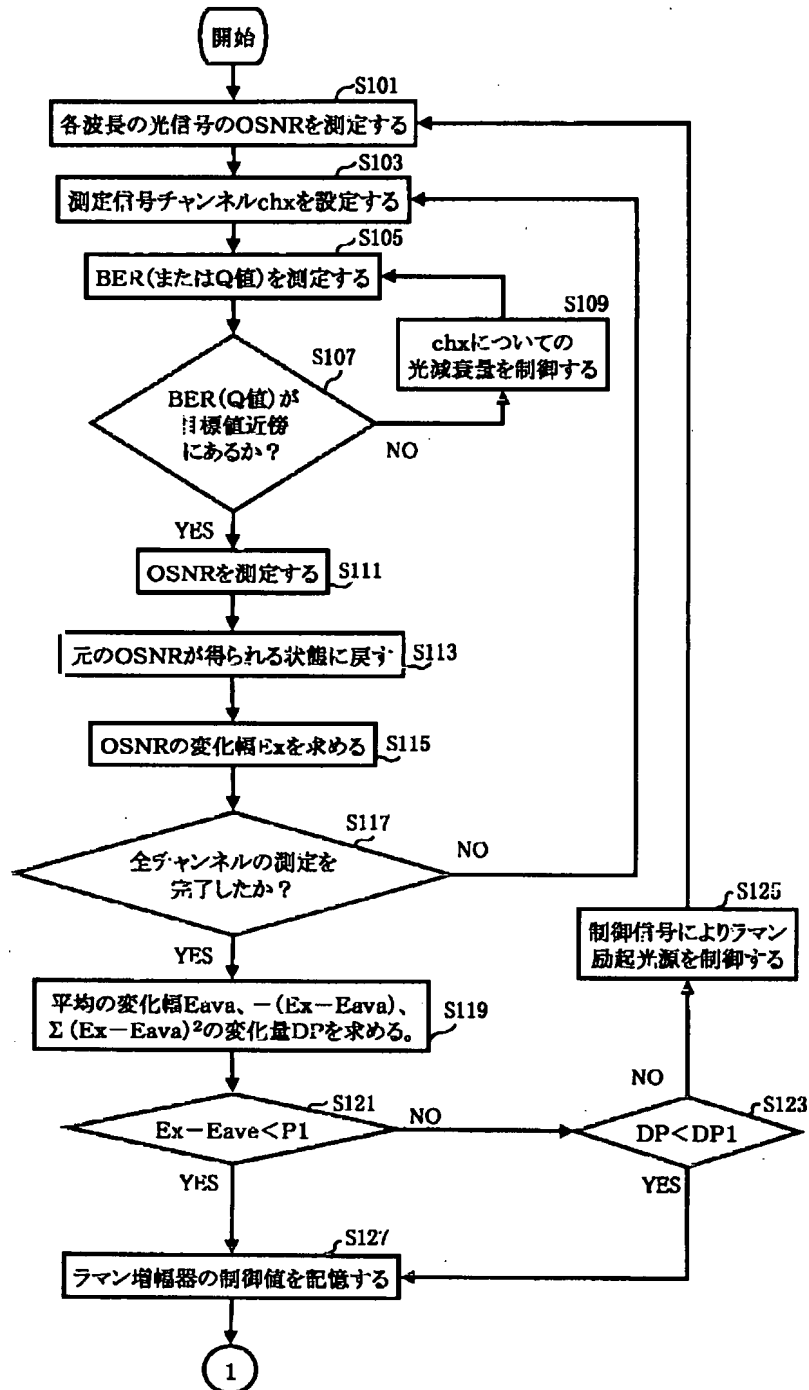 開始
S101
各波長の光信号のOSNRを測定する
S103
測定信号チャンネルchxを設定する
S105
BER(またはQ値)を測定する
S109
chxについての
光減衰量を制御する
S107
BER(Q値)が
目標値近傍
にあるか?
NO
YES
OSNRを測定する
S111
元のOSNRが得られる状態に戻す
S113
OSNRの変化幅Exを求める
S115
S117
全チャンネルの測定を
完了したか?
NO
YES
S125
制御信号によりラマン
励起光源を制御する
平均の変化幅Eava、-(Ex-Eava)、
Σ(Ex-Eava)²の変化量DPを求める。
S119
S121
Ex-Eave<P1
NO
YES
NO
S123
DP<DP1
YES
S127
ラマン増幅器の制御値を記憶する
1